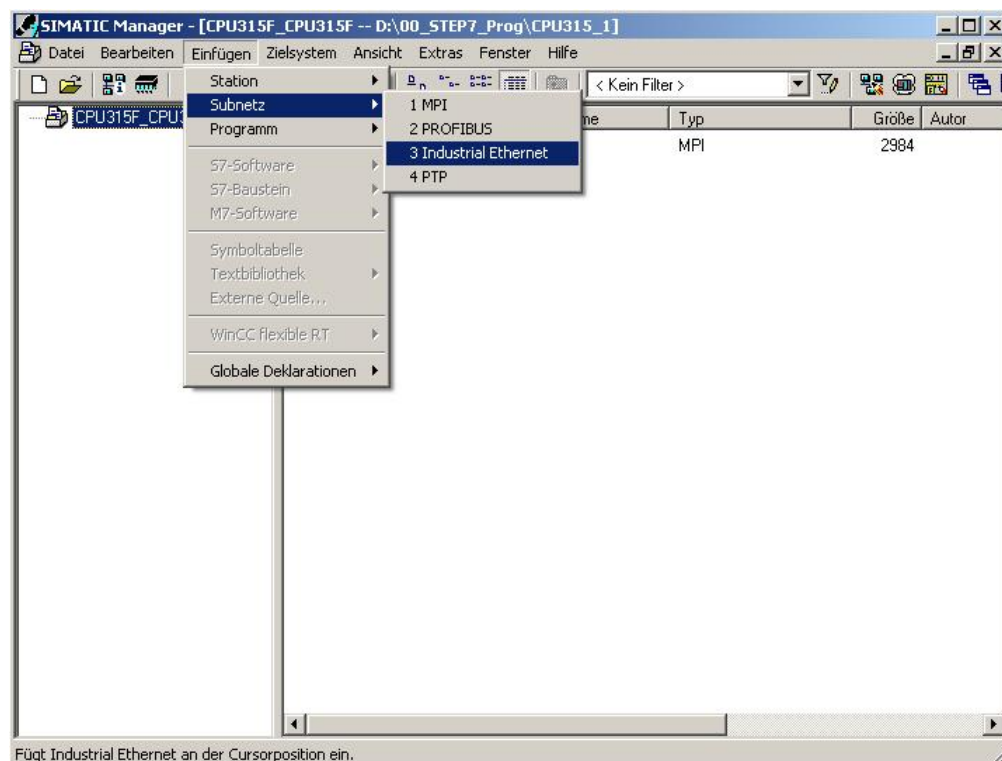 SIMATIC Manager - [CPU315F_CPU315F -- D:\00_STEP7_Prog\CPU315_1]
Datei Bearbeiten Einfügen Zielsystem Ansicht Extras Fenster Hilfe
< Kein Filter >
CPU315F_CPU3
Typ Größe Autor
MPI 2984
Station
Subnetz
Programm
S7-Software
S7-Baustein
M7-Software
Symboltabelle
Textbibliothek
Externe Quelle...
WinCC flexible RT
Globale Deklarationen
1 MPI
2 PROFIBUS
3 Industrial Ethernet
4 PTP
Fügt Industrial Ethernet an der Cursorposition ein.